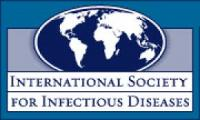 INTERNATIONAL SOCIETY
FOR INFECTIOUS DISEASES